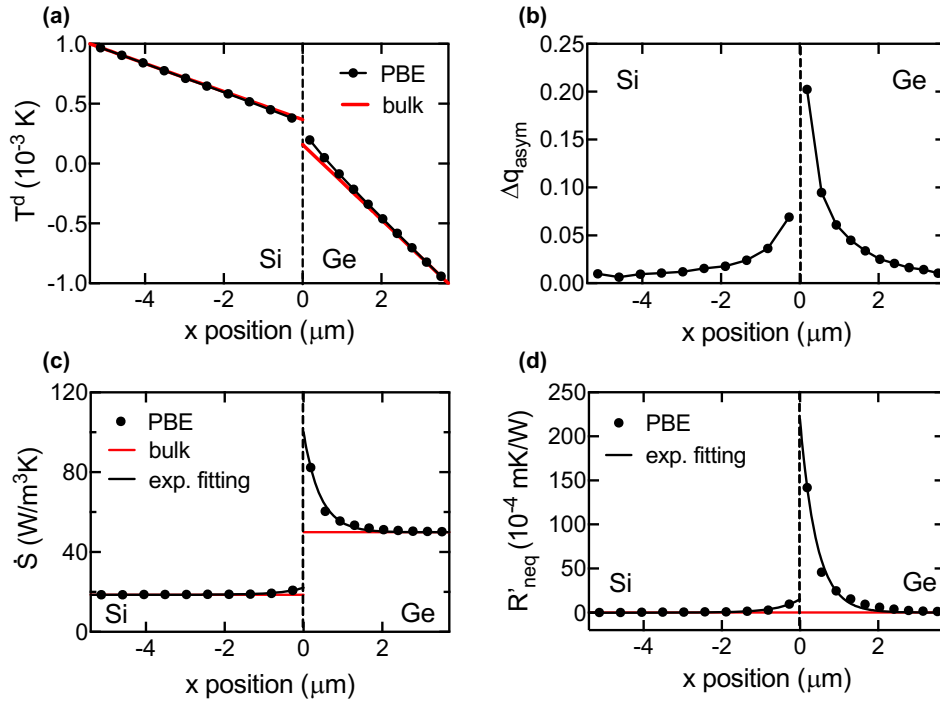 (a)
1.0
0.5
0.0
-0.5
-1.0
T^d (10^-3 K)
PBE
bulk
Si
Ge
-4
-2
0
2
x position (μm)
(b)
0.25
0.20
0.15
0.10
0.05
0.00
Δq_asym
Si
Ge
-4
-2
0
2
x position (μm)
(c)
120
80
40
0
Ṡ (W/m³K)
PBE
bulk
exp. fitting
Si
Ge
-4
-2
0
2
x position (μm)
(d)
250
200
150
100
50
0
R'_neq (10^-4 mK/W)
PBE
exp. fitting
Si
Ge
-4
-2
0
2
x position (μm)